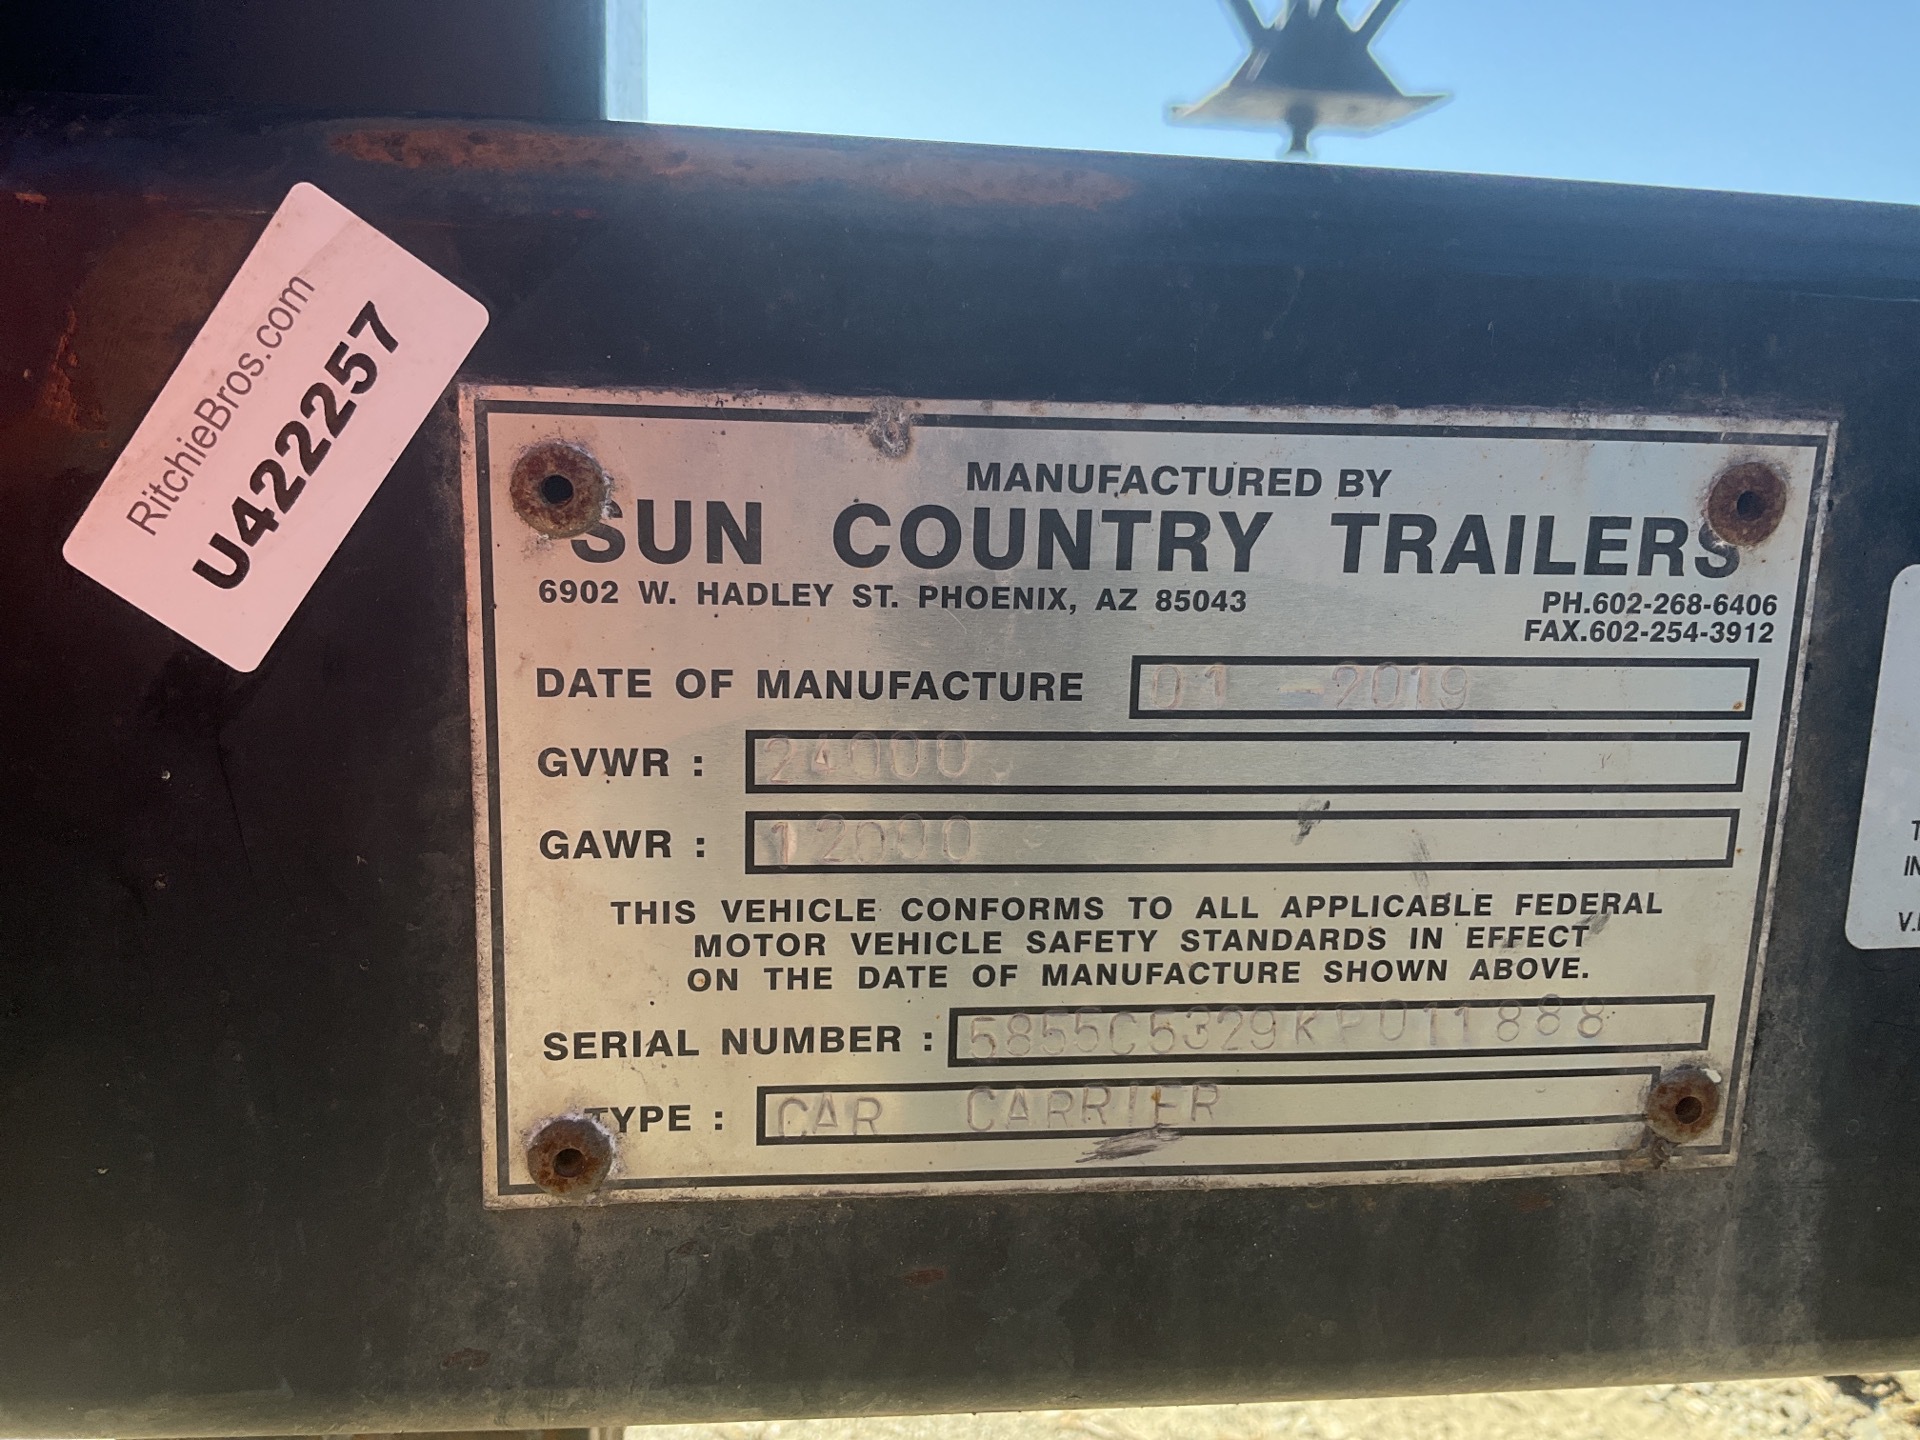 RitchieBros.com
U422257
MANUFACTURED BY
SUN COUNTRY TRAILERS
6902 W. HADLEY ST. PHOENIX, AZ 85043
PH.602-268-6406
FAX.602-254-3912
DATE OF MANUFACTURE 01 -2019
GVWR : 24000
GAWR : 12000
THIS VEHICLE CONFORMS TO ALL APPLICABLE FEDERAL
MOTOR VEHICLE SAFETY STANDARDS IN EFFECT
ON THE DATE OF MANUFACTURE SHOWN ABOVE.
SERIAL NUMBER : 5855C5329KPU11888
TYPE : CAR CARRIER